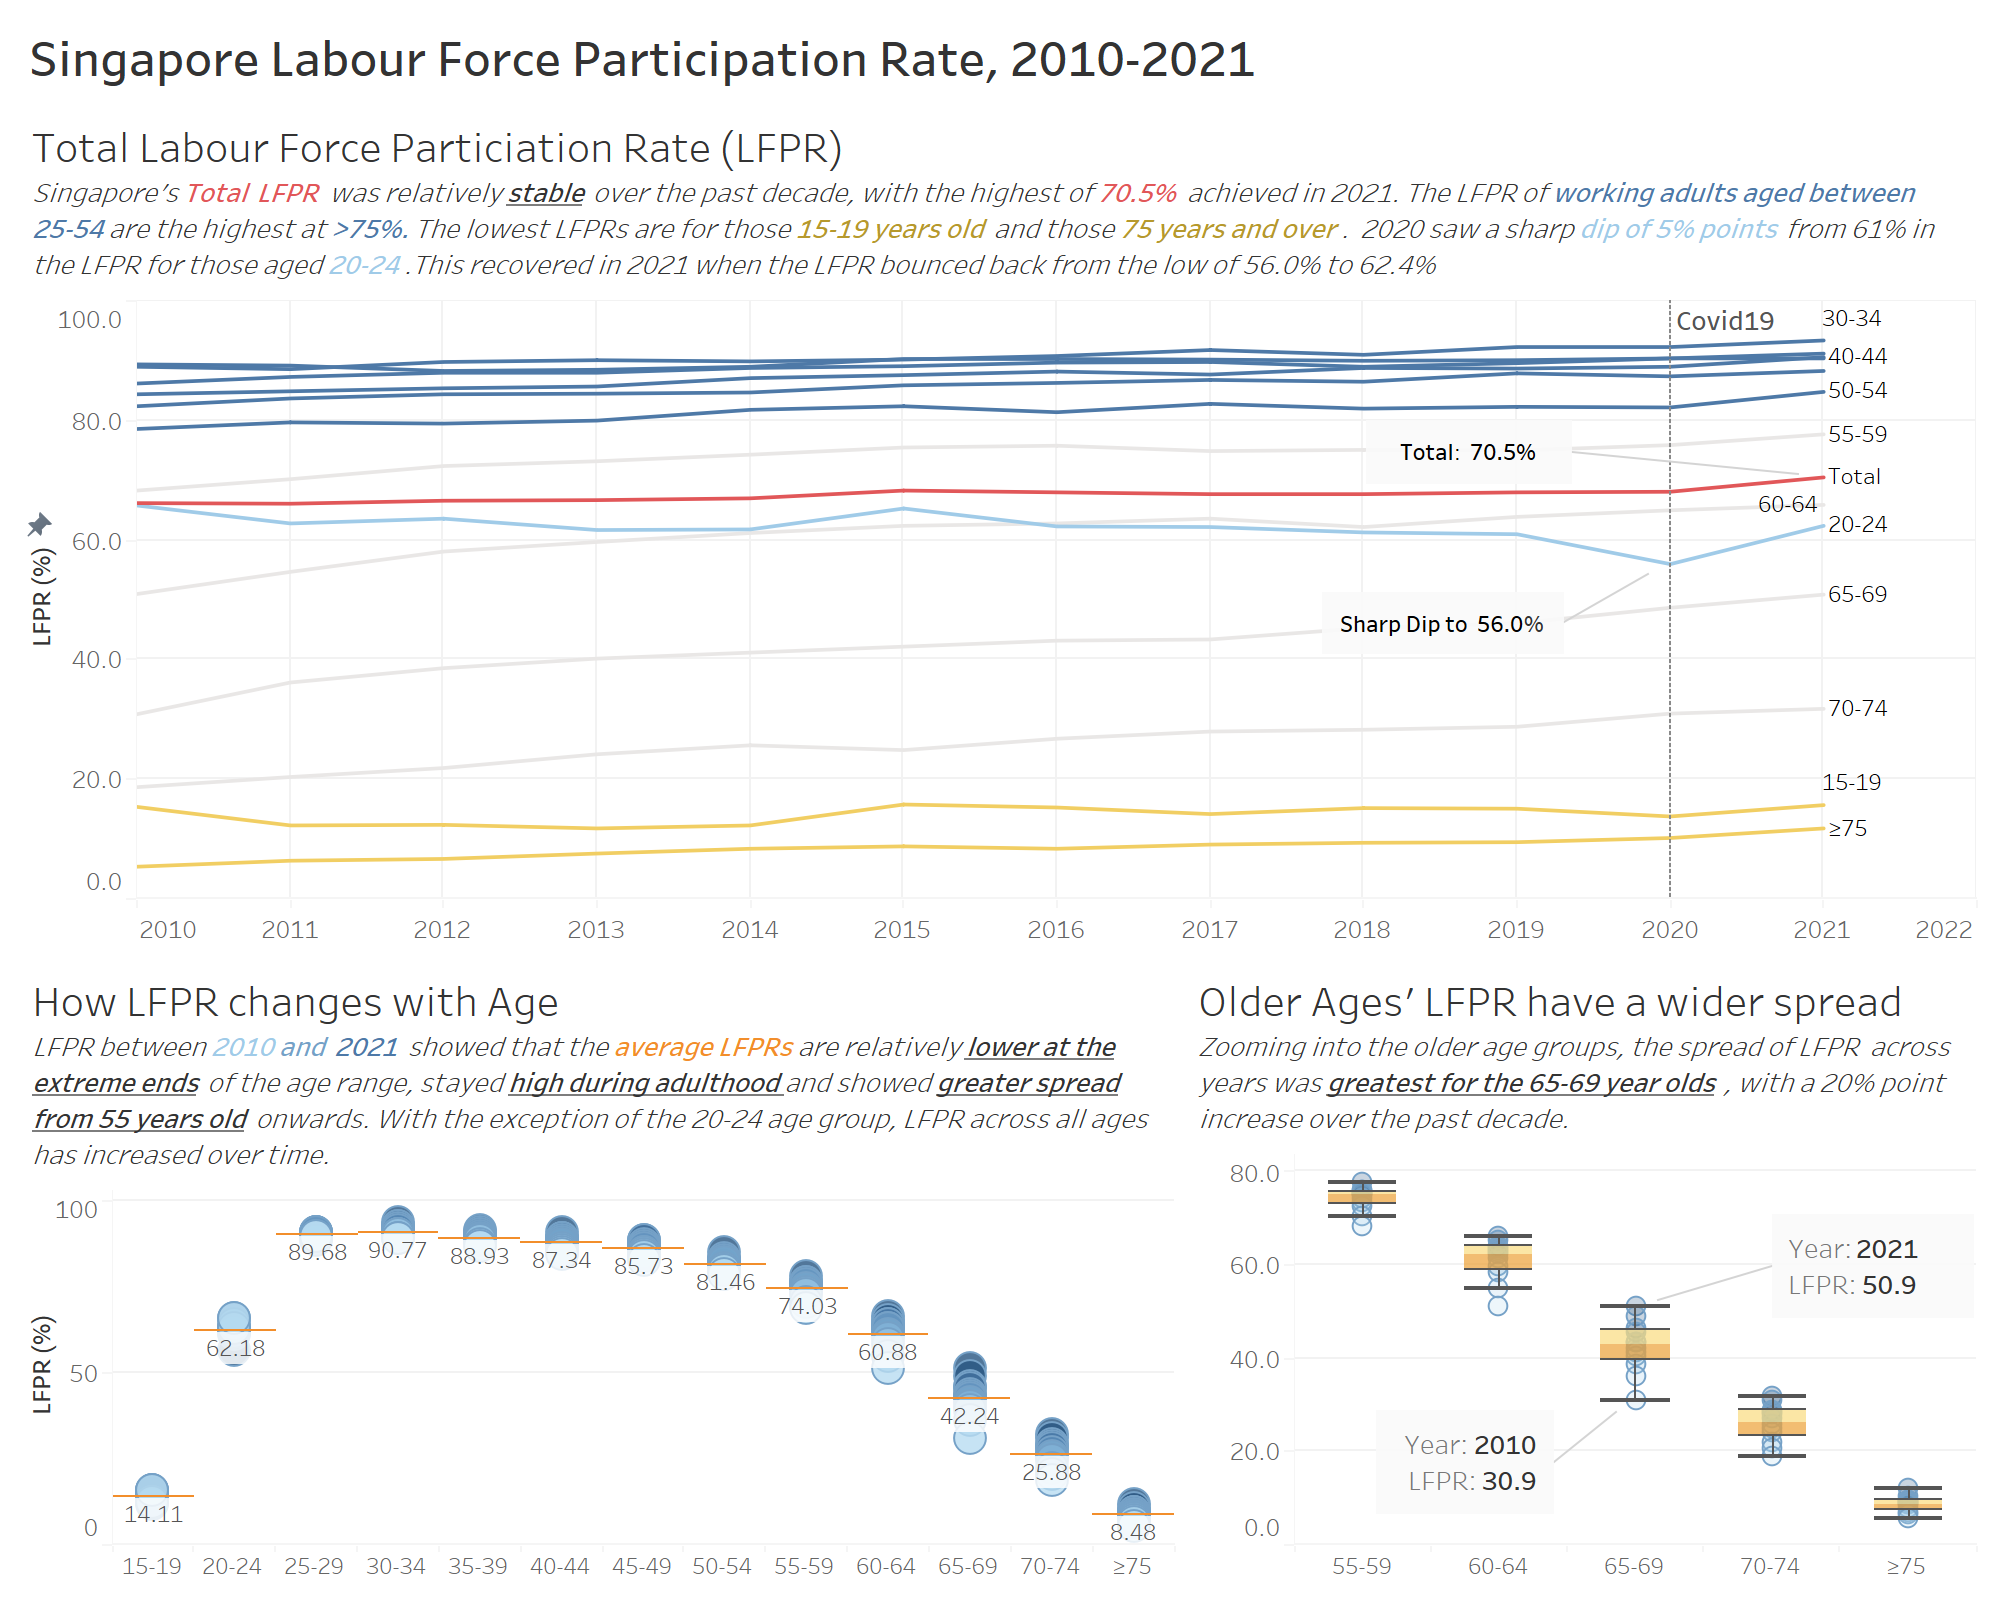 Singapore Labour Force Participation Rate, 2010-2021
Total Labour Force Particiation Rate (LFPR)
Singapore's Total LFPR was relatively stable over the past decade, with the highest of 70.5% achieved in 2021. The LFPR of working adults aged between
25-54 are the highest at >75%. The lowest LFPRs are for those 15-19 years old and those 75 years and over . 2020 saw a sharp dip of 5% points from 61% in
the LFPR for those aged 20-24 .This recovered in 2021 when the LFPR bounced back from the low of 56.0% to 62.4%
LFPR (%)
100.0
80.0
60.0
40.0
20.0
0.0
Covid19
30-34
40-44
50-54
55-59
Total: 70.5%
Total
60-64
20-24
65-69
Sharp Dip to 56.0%
70-74
15-19
≥75
2010 2011 2012 2013 2014 2015 2016 2017 2018 2019 2020 2021 2022
How LFPR changes with Age
LFPR between 2010 and 2021 showed that the average LFPRs are relatively lower at the
extreme ends of the age range, stayed high during adulthood and showed greater spread
from 55 years old onwards. With the exception of the 20-24 age group, LFPR across all ages
has increased over time.
LFPR (%)
100
50
0
14.11
62.18
89.68
90.77
88.93
87.34
85.73
81.46
74.03
60.88
42.24
25.88
8.48
15-19 20-24 25-29 30-34 35-39 40-44 45-49 50-54 55-59 60-64 65-69 70-74 ≥75
Older Ages' LFPR have a wider spread
Zooming into the older age groups, the spread of LFPR across
years was greatest for the 65-69 year olds , with a 20% point
increase over the past decade.
80.0
60.0
40.0
20.0
0.0
Year: 2021
LFPR: 50.9
Year: 2010
LFPR: 30.9
55-59 60-64 65-69 70-74 ≥75